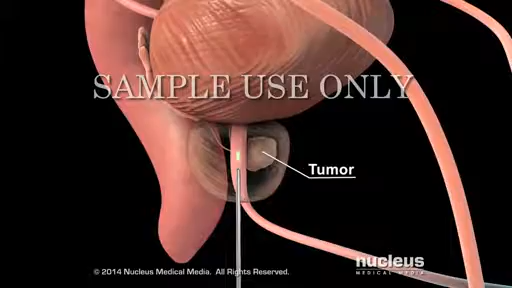 SAMPLE USE ONLY
Tumor
© 2014 Nucleus Medical Media. All Rights Reserved.
nucleus
MEDICAL MEDIA